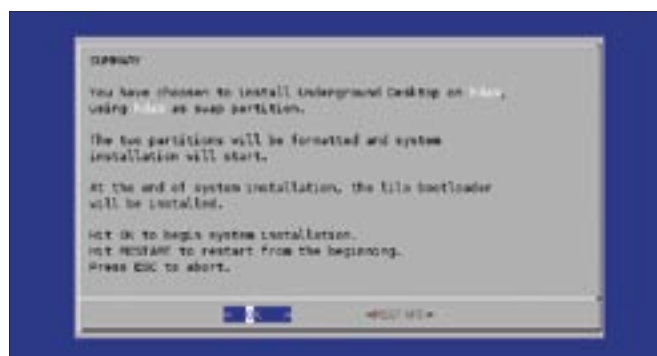 SUMMARY
You have choosen to install Underground Desktop on
using as swap partition.
The two partitions will be formatted and system
installation will start.
At the end of system installation, the lilo bootloader
will be installed.
Hit OK to begin system installation.
Hit RESTART to restart from the beginning.
Press ESC to abort.
< OK >
<RESTART>